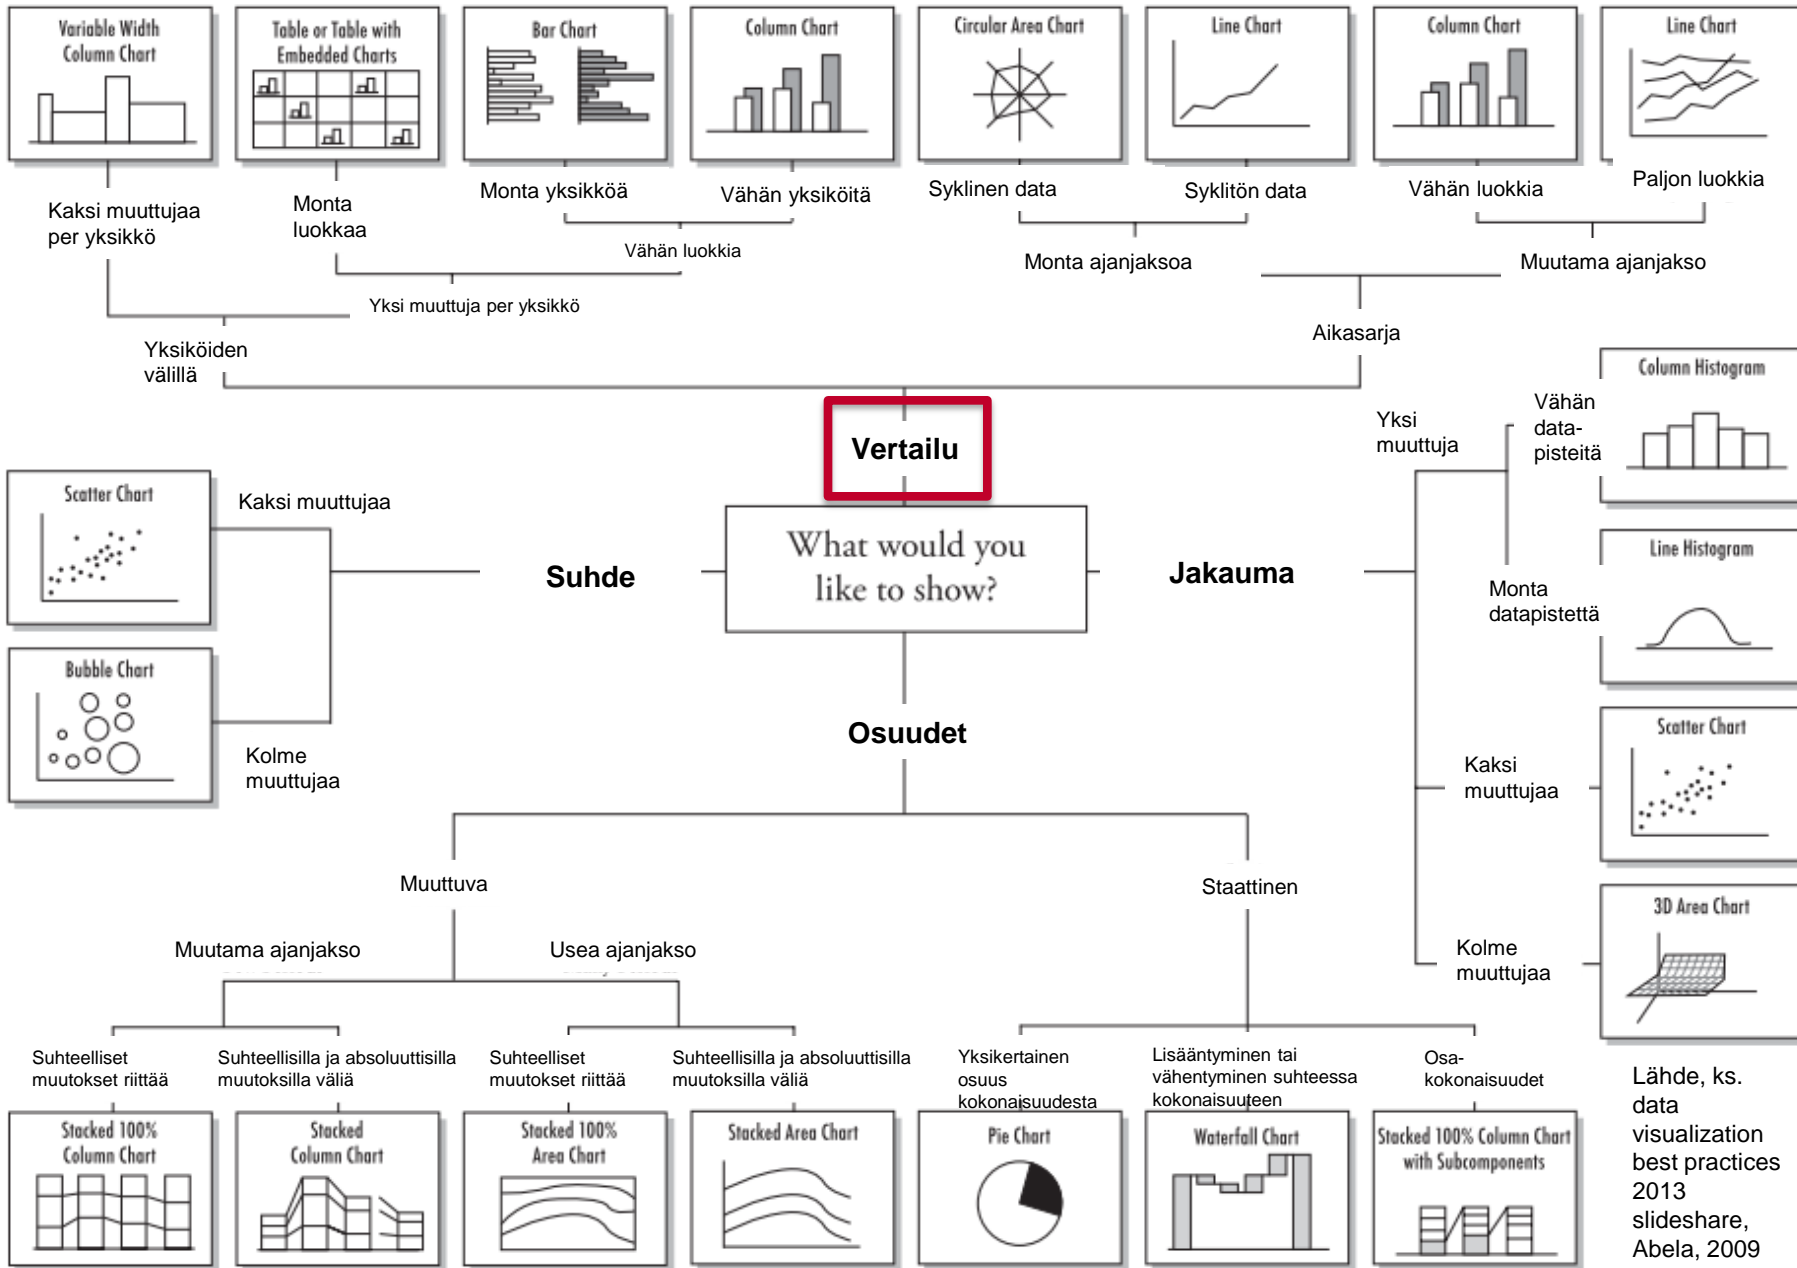 Variable Width
Column Chart
Table or Table with
Embedded Charts
Bar Chart
Column Chart
Circular Area Chart
Line Chart
Column Chart
Line Chart
Kaksi muuttujaa
per yksikkö
Monta
luokkaa
Monta yksikköä
Vähän yksiköitä
Syklinen data
Syklitön data
Vähän luokkia
Paljon luokkia
Vähän luokkia
Monta ajanjaksoa
Muutama ajanjakso
Yksi muuttuja per yksikkö
Yksiköiden
välillä
Aikasarja
Vertailu
What would you
like to show?
Suhde
Kaksi muuttujaa
Scatter Chart
Kolme
muuttujaa
Bubble Chart
Jakauma
Yksi
muuttuja
Vähän
data-
pisteitä
Column Histogram
Monta
datapistettä
Line Histogram
Kaksi
muuttujaa
Scatter Chart
Kolme
muuttujaa
3D Area Chart
Osuudet
Muuttuva
Staattinen
Muutama ajanjakso
Usea ajanjakso
Suhteelliset
muutokset riittää
Suhteellisilla ja absoluuttisilla
muutoksilla väliä
Suhteelliset
muutokset riittää
Suhteellisilla ja absoluuttisilla
muutoksilla väliä
Yksikertainen
osuus
kokonaisuudesta
Lisääntyminen tai
vähentyminen suhteessa
kokonaisuuteen
Osa-
kokonaisuudet
Stacked 100%
Column Chart
Stacked
Column Chart
Stacked 100%
Area Chart
Stacked Area Chart
Pie Chart
Waterfall Chart
Stacked 100% Column Chart
with Subcomponents
Lähde, ks.
data
visualization
best practices
2013
slideshare,
Abela, 2009